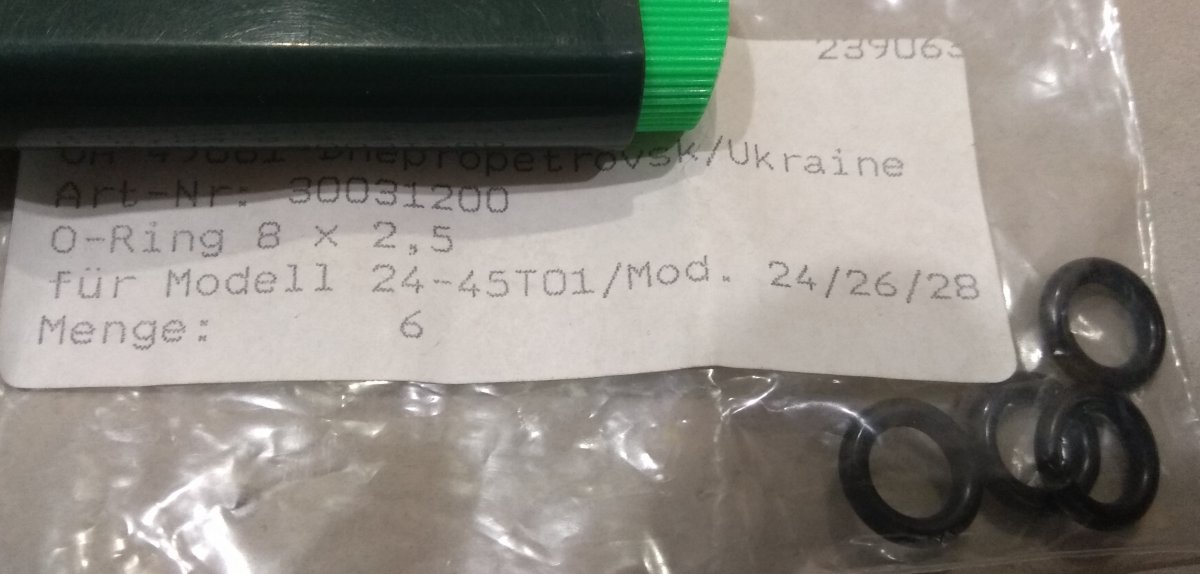 239063
Dnepropetrovsk/Ukraine
Art-Nr: 30031200
O-Ring 8 x 2,5
für Modell 24-45T01/Mod. 24/26/28
Menge: 6